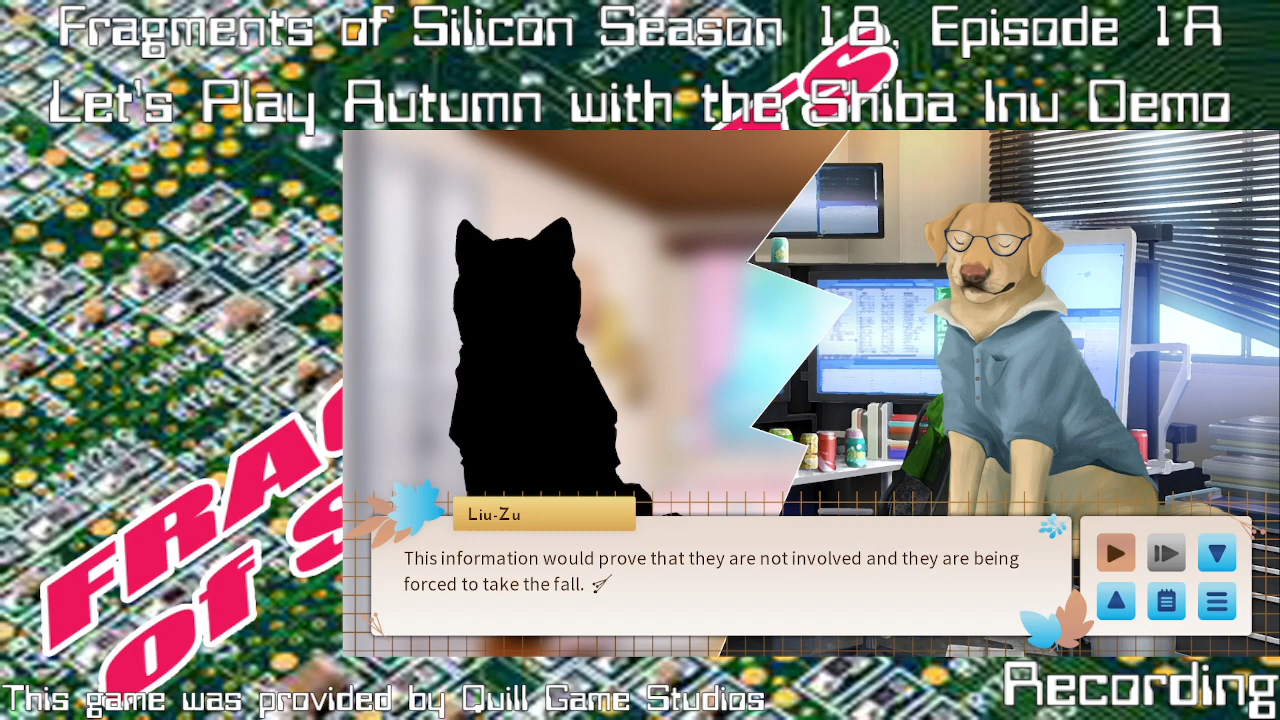 Fragments of Silicon Season 18, Episode 1A
Let's Play Autumn with the Shiba Inu Demo
FRAG
of S
Liu-Zu
This information would prove that they are not involved and they are being
forced to take the fall.
This game was provided by Quill Game Studios
Recording